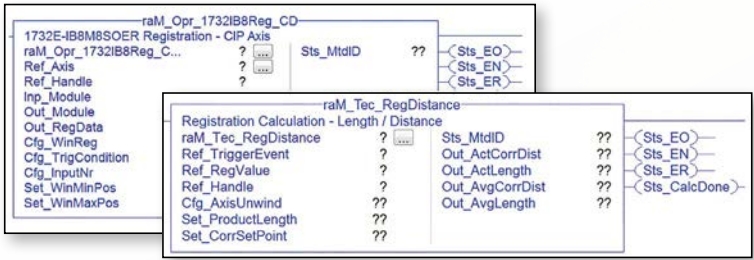 raM_Opr_1732IB8Reg_CD
1732E-IB8M8SOER Registration - CIP Axis
raM_Opr_1732IB8Reg_C... ? ... Sts_MtdID ?? Sts_EO
Ref_Axis ? ... Sts_EN
Ref_Handle ? Sts_ER
Inp_Module
Out_Module
Out_RegData
Cfg_WinReg
Cfg_TrigCondition
Cfg_InputNr
Set_WinMinPos
Set_WinMaxPos
raM_Tec_RegDistance
Registration Calculation - Length / Distance
raM_Tec_RegDistance ? ... Sts_MtdID ?? Sts_EO
Ref_TriggerEvent ? Out_ActCorrDist ?? Sts_EN
Ref_RegValue ? Out_ActLength ?? Sts_ER
Ref_Handle ? Out_AvgCorrDist ?? Sts_CalcDone
Cfg_AxisUnwind ?? Out_AvgLength ??
Set_ProductLength ??
Set_CorrSetPoint ??